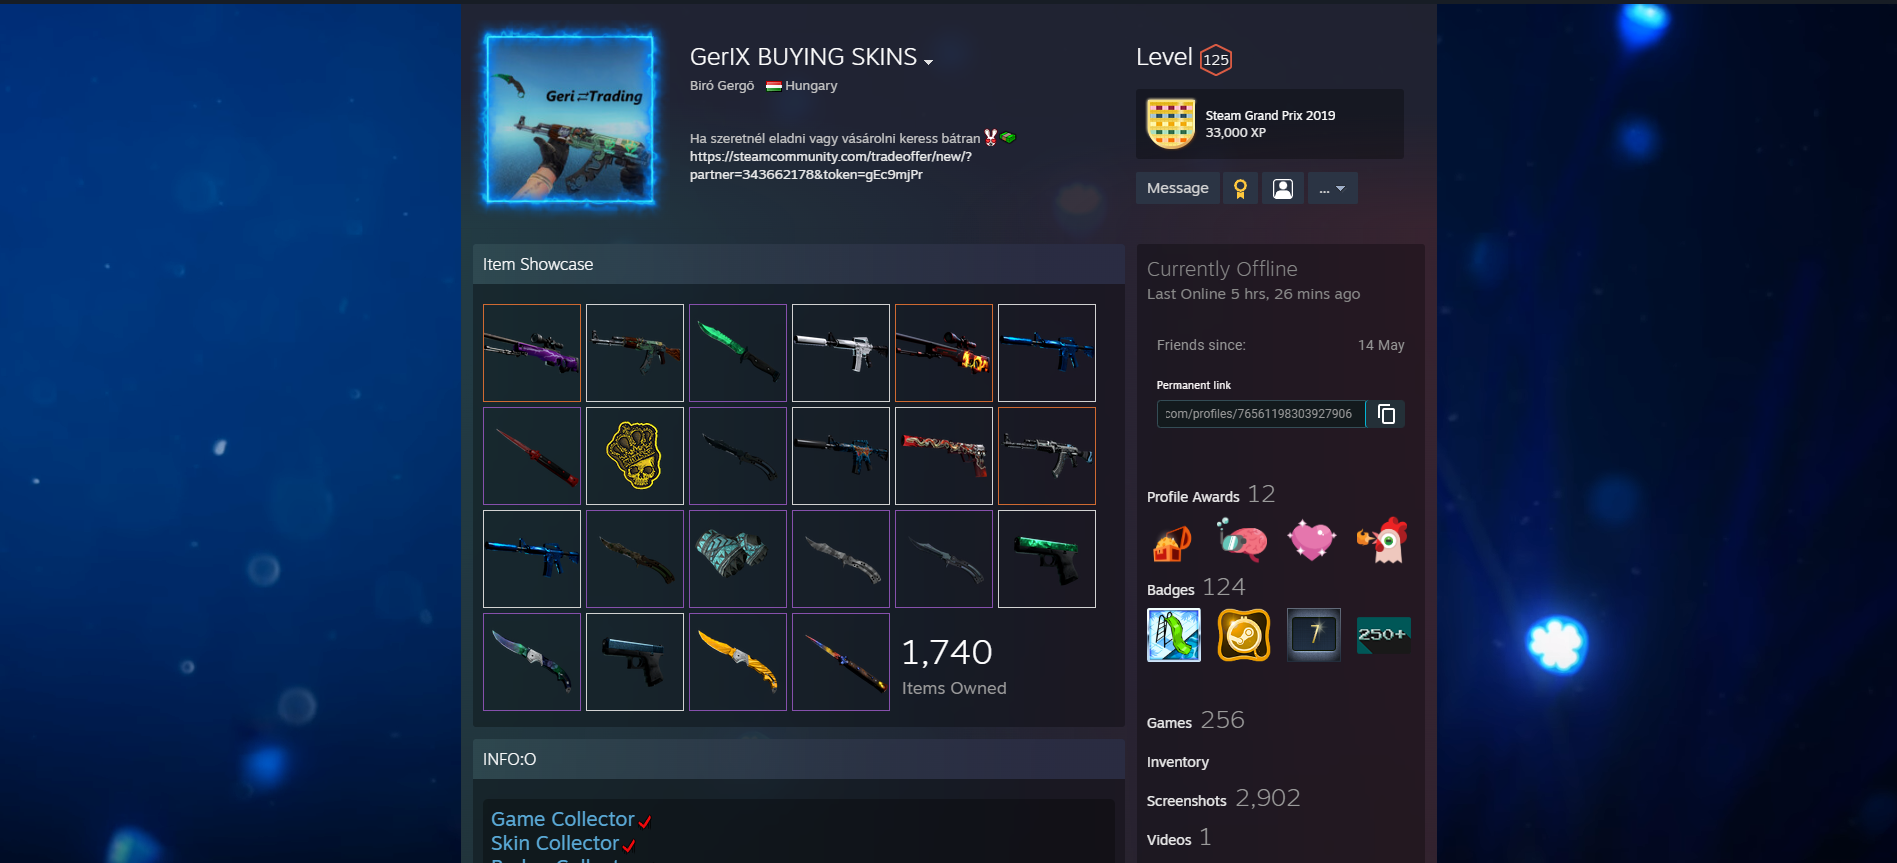 Geri⇄Trading
GerIX BUYING SKINS
Biró Gergő Hungary
Ha szeretnél eladni vagy vásárolni keress bátran
https://steamcommunity.com/tradeoffer/new/?
partner=343662178&token=gEc9mjPr
Level 125
Steam Grand Prix 2019
33,000 XP
Message
...
Item Showcase
1,740
Items Owned
INFO:O
Game Collector
Skin Collector
Currently Offline
Last Online 5 hrs, 26 mins ago
Friends since: 14 May
Permanent link
com/profiles/76561198303927906
Profile Awards 12
Badges 124
250+
Games 256
Inventory
Screenshots 2,902
Videos 1